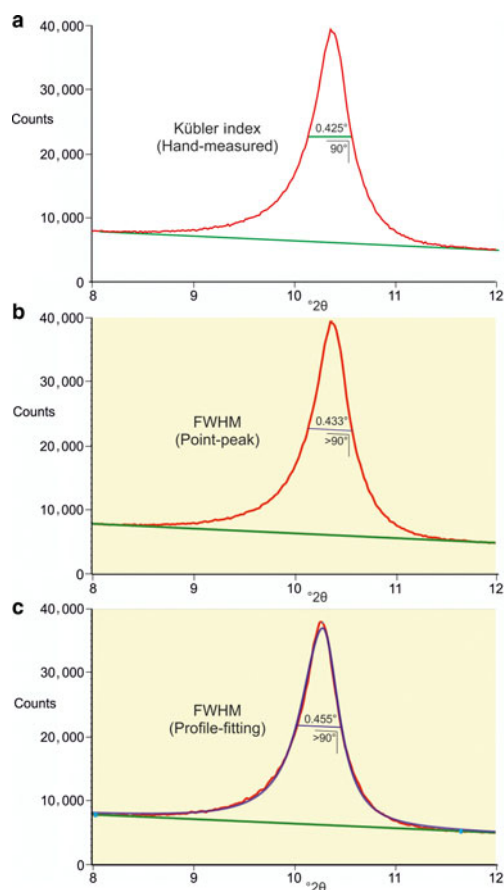 a
40,000
Counts
30,000
20,000
10,000
0
Kübler index
(Hand-measured)
0.425°
90°
8 9 10 11 12
°2θ
b
40,000
30,000
Counts
20,000
10,000
0
FWHM
(Point-peak)
0.433°
>90°
8 9 10 11 12
°2θ
c
40,000
30,000
Counts
20,000
10,000
0
FWHM
(Profile-fitting)
0.455°
>90°
8 9 10 11 12
°2θ